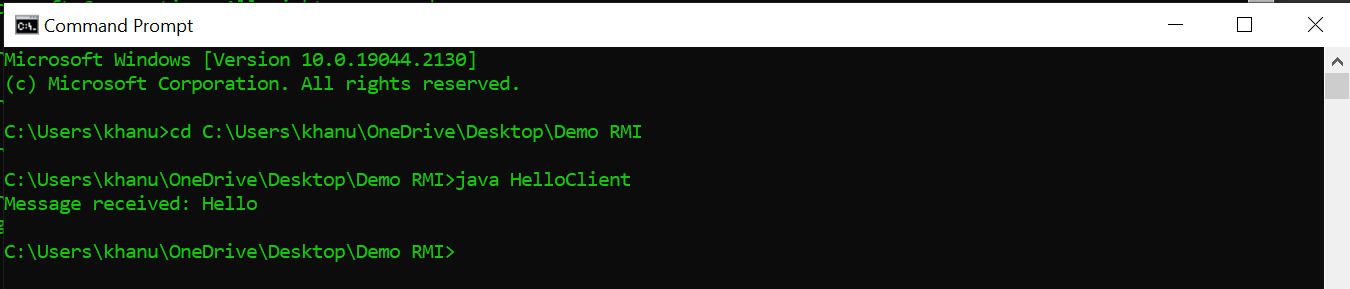 Command Prompt
Microsoft Windows [Version 10.0.19044.2130]
(c) Microsoft Corporation. All rights reserved.
C:\Users\khanu>cd C:\Users\khanu\OneDrive\Desktop\Demo RMI
C:\Users\khanu\OneDrive\Desktop\Demo RMI>java HelloClient
Message received: Hello
C:\Users\khanu\OneDrive\Desktop\Demo RMI>